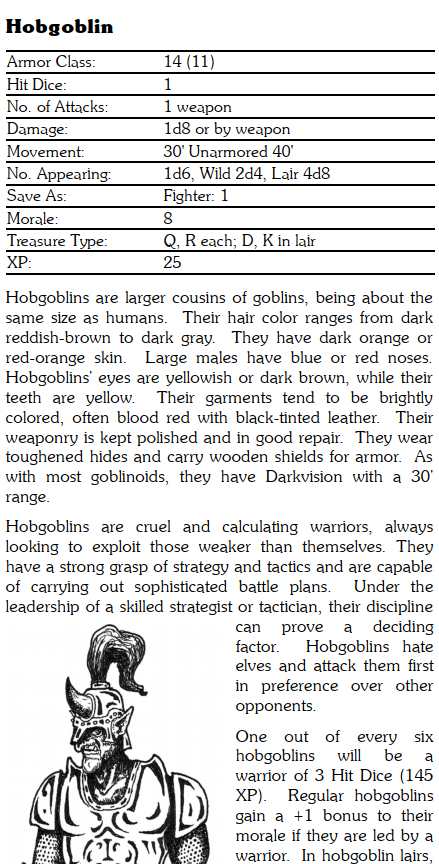 Hobgoblin
Armor Class: 14 (11)
Hit Dice: 1
No. of Attacks: 1 weapon
Damage: 1d8 or by weapon
Movement: 30' Unarmored 40'
No. Appearing: 1d6, Wild 2d4, Lair 4d8
Save As: Fighter: 1
Morale: 8
Treasure Type: Q, R each; D, K in lair
XP: 25
Hobgoblins are larger cousins of goblins, being about the
same size as humans. Their hair color ranges from dark
reddish-brown to dark gray. They have dark orange or
red-orange skin. Large males have blue or red noses.
Hobgoblins' eyes are yellowish or dark brown, while their
teeth are yellow. Their garments tend to be brightly
colored, often blood red with black-tinted leather. Their
weaponry is kept polished and in good repair. They wear
toughened hides and carry wooden shields for armor. As
with most goblinoids, they have Darkvision with a 30'
range.
Hobgoblins are cruel and calculating warriors, always
looking to exploit those weaker than themselves. They
have a strong grasp of strategy and tactics and are capable
of carrying out sophisticated battle plans. Under the
leadership of a skilled strategist or tactician, their discipline
can prove a deciding
factor. Hobgoblins hate
elves and attack them first
in preference over other
opponents.
One out of every six
hobgoblins will be a
warrior of 3 Hit Dice (145
XP). Regular hobgoblins
gain a +1 bonus to their
morale if they are led by a
warrior. In hobgoblin lairs,